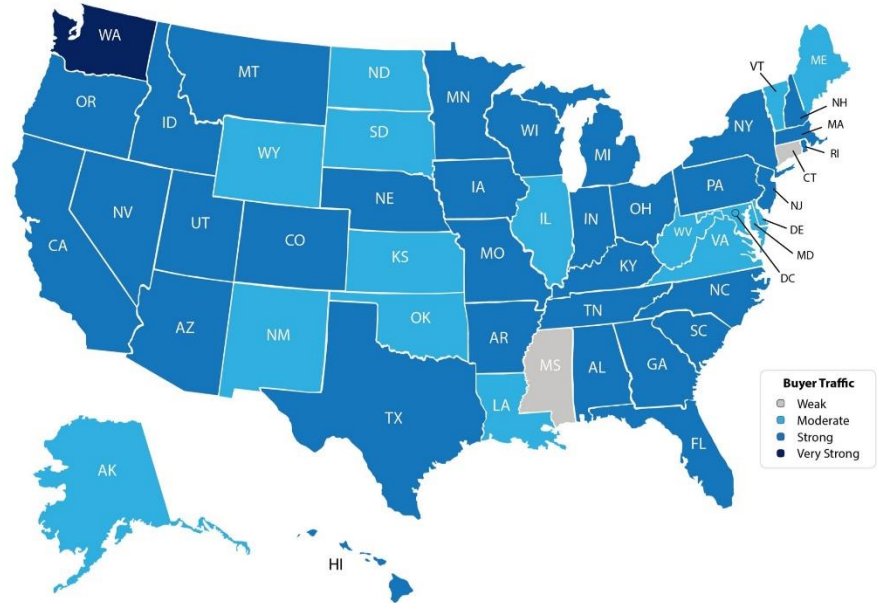 WA
MT
ND
MN
VT
ME
OR
ID
WY
SD
WI
MI
NY
NH
MA
RI
CT
NV
UT
CO
NE
IA
IL
IN
OH
PA
NJ
DE
MD
DC
CA
KS
MO
KY
WV
VA
AZ
NM
OK
AR
TN
NC
SC
TX
LA
MS
AL
GA
FL
AK
HI
Buyer Traffic
Weak
Moderate
Strong
Very Strong